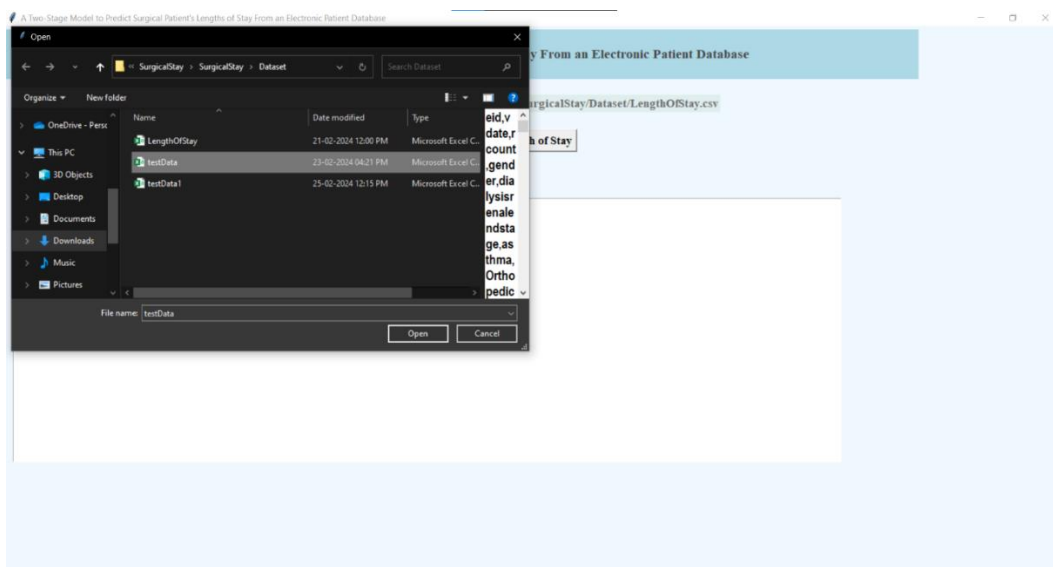 A Two-Stage Model to Predict Surgical Patient's Lengths of Stay From an Electronic Patient Database
Open
y From an Electronic Patient Database
« SurgicalStay › SurgicalStay › Dataset
Search Dataset
Organize
New folder
rgicalStay/Dataset/LengthOfStay.csv
Name
Date modified
Type
OneDrive - Persc
LengthOfStay
21-02-2024 12:00 PM
Microsoft Excel C...
h of Stay
This PC
testData
23-02-2024 04:21 PM
Microsoft Excel C...
3D Objects
testData1
25-02-2024 12:15 PM
Microsoft Excel C...
Desktop
Documents
Downloads
Music
Pictures
eid,v
date,r
count
,gend
er,dia
lysisr
enale
ndsta
ge,as
thma,
Ortho
pedic
File name:
testData
Open
Cancel